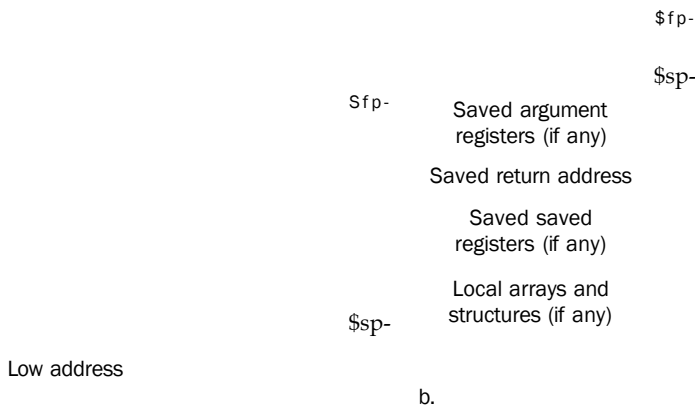 $fp-
$sp-
Sfp-
Saved argument
registers (if any)
Saved return address
Saved saved
registers (if any)
Local arrays and
structures (if any)
$sp-
Low address
b.